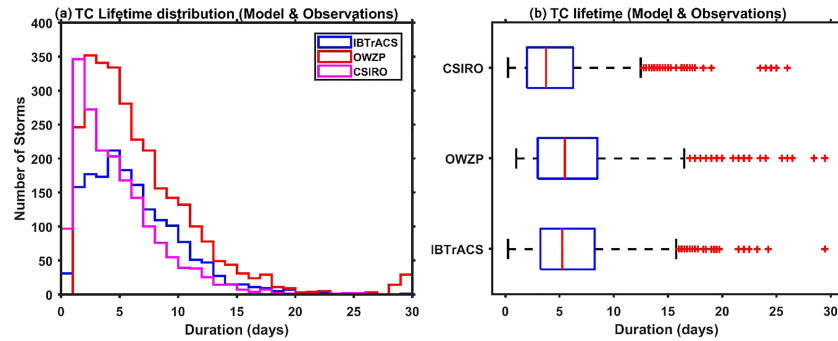 (a) TC Lifetime distribution (Model & Observations)
400
350
300
250
200
150
100
50
0
Number of Storms
IBTrACS
OWZP
CSIRO
0 5 10 15 20 25 30
Duration (days)
(b) TC lifetime (Model & Observations)
CSIRO
OWZP
IBTrACS
0 5 10 15 20 25 30
Duration (days)